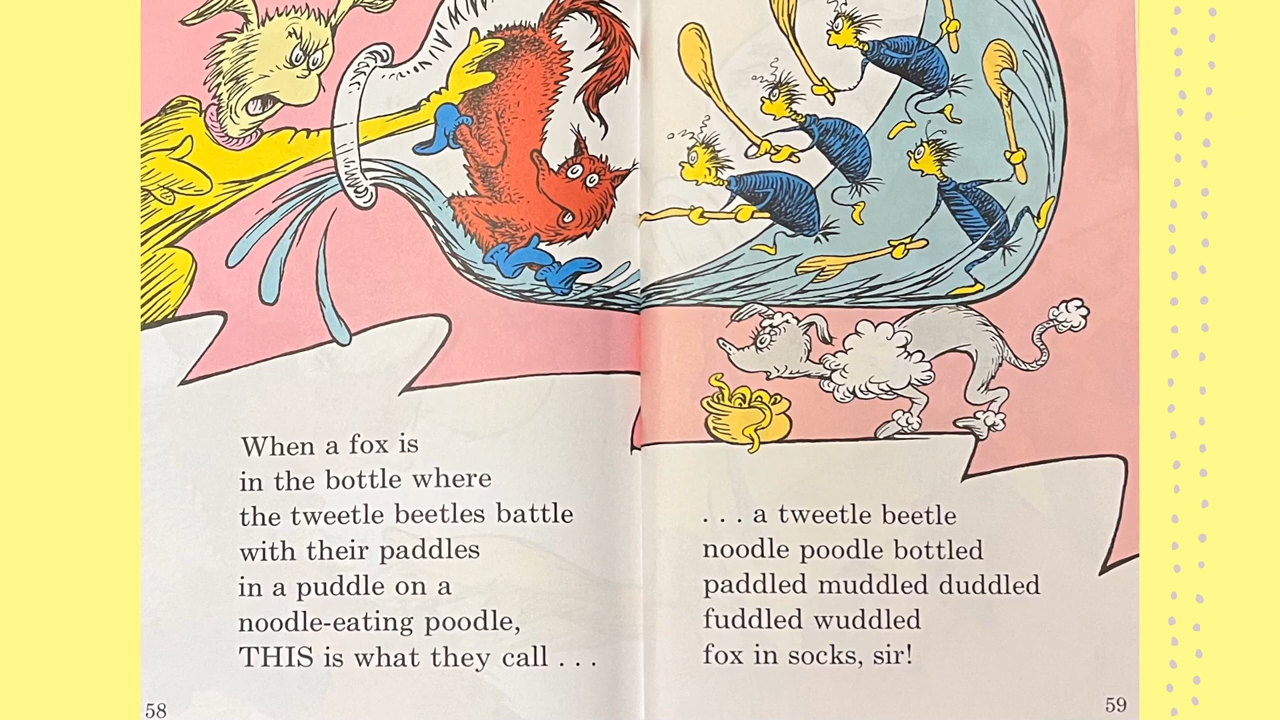 When a fox is
in the bottle where
the tweetle beetles battle
with their paddles
in a puddle on a
noodle-eating poodle,
THIS is what they call . . .
58
. . . a tweetle beetle
noodle poodle bottled
paddled muddled duddled
fuddled wuddled
fox in socks, sir!
59